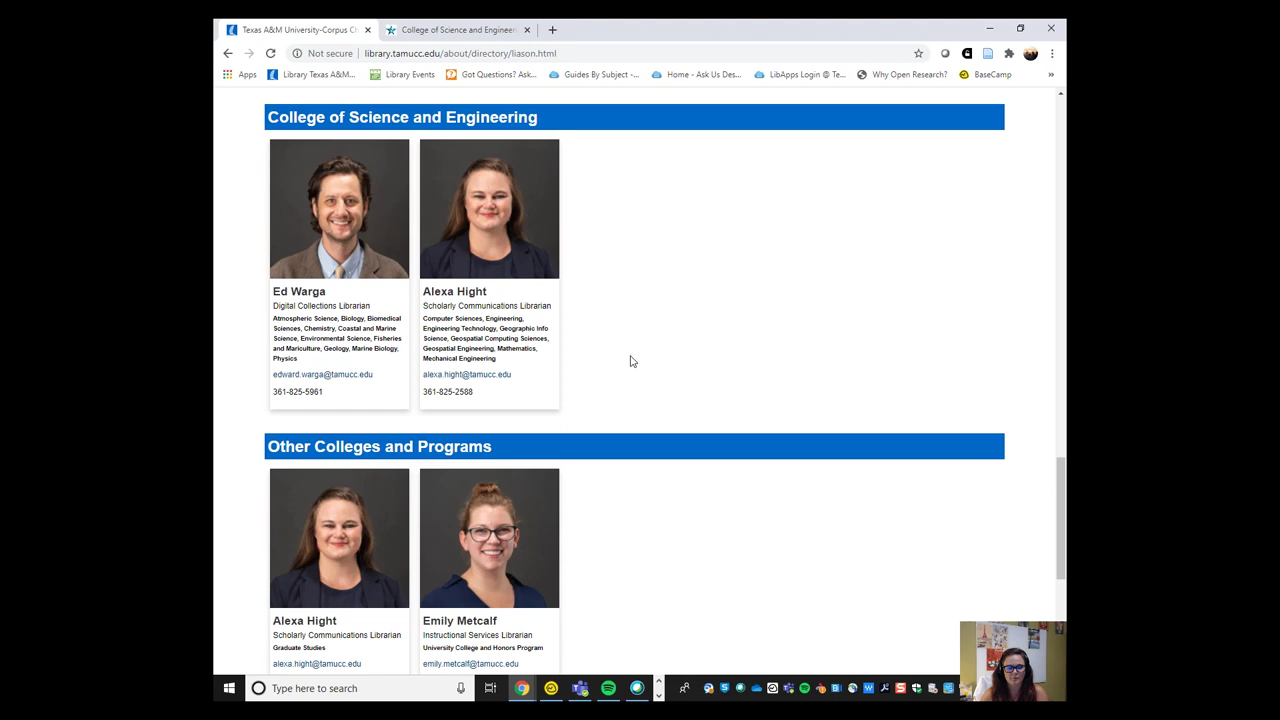 Texas A&M University-Corpus Ch
College of Science and Engineerin
Not secure library.tamucc.edu/about/directory/liason.html
Apps Library Texas A&M... Library Events Got Questions? Ask... Guides By Subject -... Home - Ask Us Des... LibApps Login @ Te... Why Open Research? BaseCamp »
College of Science and Engineering
Ed Warga
Digital Collections Librarian
Atmospheric Science, Biology, Biomedical
Sciences, Chemistry, Coastal and Marine
Science, Environmental Science, Fisheries
and Mariculture, Geology, Marine Biology,
Physics
edward.warga@tamucc.edu
361-825-5961
Alexa Hight
Scholarly Communications Librarian
Computer Sciences, Engineering,
Engineering Technology, Geographic Info
Science, Geospatial Computing Sciences,
Geospatial Engineering, Mathematics,
Mechanical Engineering
alexa.hight@tamucc.edu
361-825-2588
Other Colleges and Programs
Alexa Hight
Scholarly Communications Librarian
Graduate Studies
alexa.hight@tamucc.edu
Emily Metcalf
Instructional Services Librarian
University College and Honors Program
emily.metcalf@tamucc.edu
Type here to search